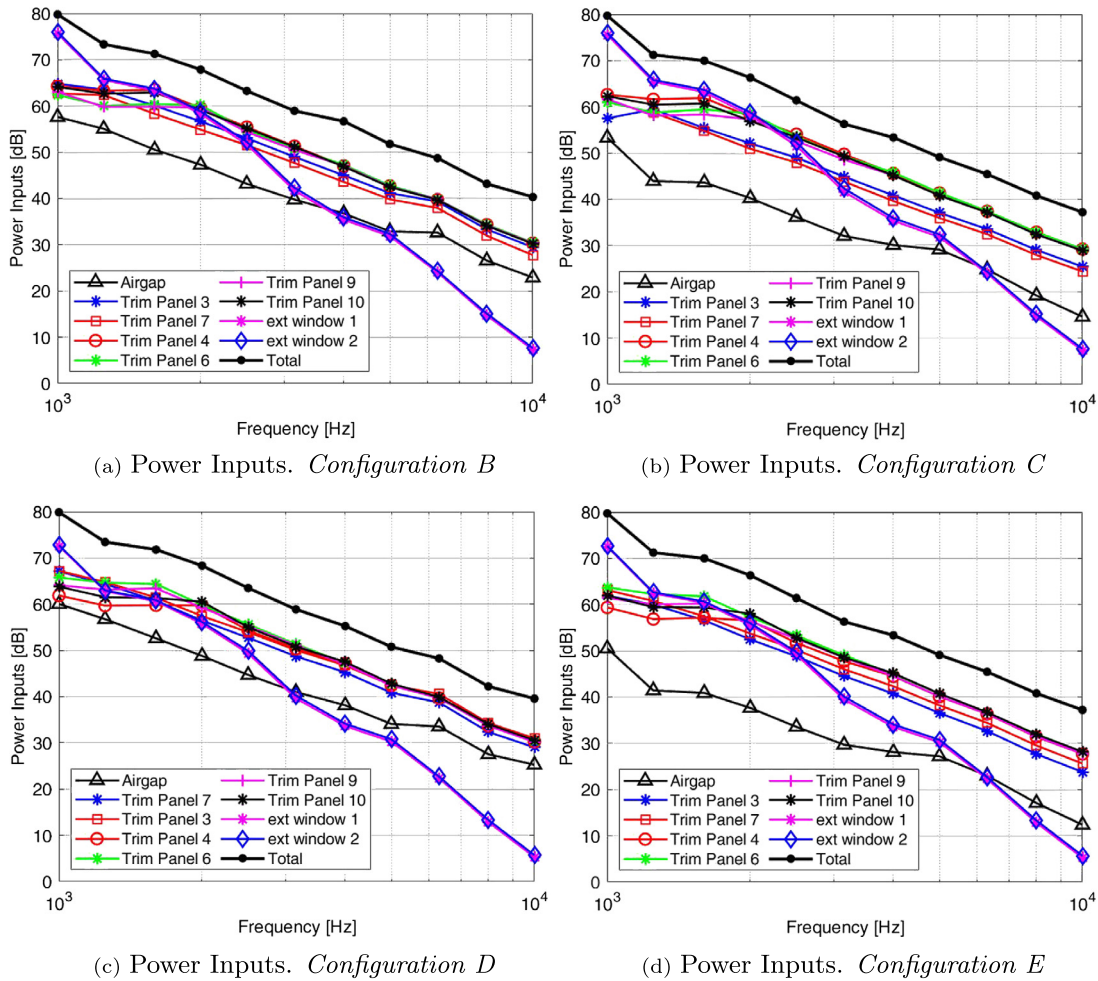 80
70
60
50
40
30
20
10
0
Power Inputs [dB]
Airgap
Trim Panel 3
Trim Panel 7
Trim Panel 4
Trim Panel 6
Trim Panel 9
Trim Panel 10
ext window 1
ext window 2
Total
10^3
10^4
Frequency [Hz]
(a) Power Inputs. Configuration B
80
70
60
50
40
30
20
10
0
Power Inputs [dB]
Airgap
Trim Panel 3
Trim Panel 7
Trim Panel 4
Trim Panel 6
Trim Panel 9
Trim Panel 10
ext window 1
ext window 2
Total
10^3
10^4
Frequency [Hz]
(b) Power Inputs. Configuration C
80
70
60
50
40
30
20
10
0
Power Inputs [dB]
Airgap
Trim Panel 7
Trim Panel 3
Trim Panel 4
Trim Panel 6
Trim Panel 9
Trim Panel 10
ext window 1
ext window 2
Total
10^3
10^4
Frequency [Hz]
(c) Power Inputs. Configuration D
80
70
60
50
40
30
20
10
0
Power Inputs [dB]
Airgap
Trim Panel 3
Trim Panel 7
Trim Panel 4
Trim Panel 6
Trim Panel 9
Trim Panel 10
ext window 1
ext window 2
Total
10^3
10^4
Frequency [Hz]
(d) Power Inputs. Configuration E